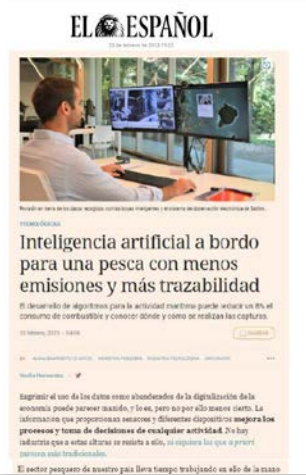 EL ESPAÑOL
TECNOLÓGICAS
Inteligencia artificial a bordo
para una pesca con menos
emisiones y más trazabilidad
El desarrollo de algoritmos para la actividad marítima puede reducir un 8% el
consumo de combustible y conocer dónde y cómo se realizan las capturas.
Esgrimir el uso de los datos como abanderados de la digitalización de la
economía puede parecer manido, y lo es, pero no por ello menos cierto. La
información que proporcionan sensores y diferentes dispositivos mejora los
procesos y toma de decisiones de cualquier actividad. No hay
industria que a estas alturas se resista a ello, ni siquiera las que a priori
parecen más tradicionales.
El sector pesquero de nuestro país lleva tiempo trabajando en ello de la mano